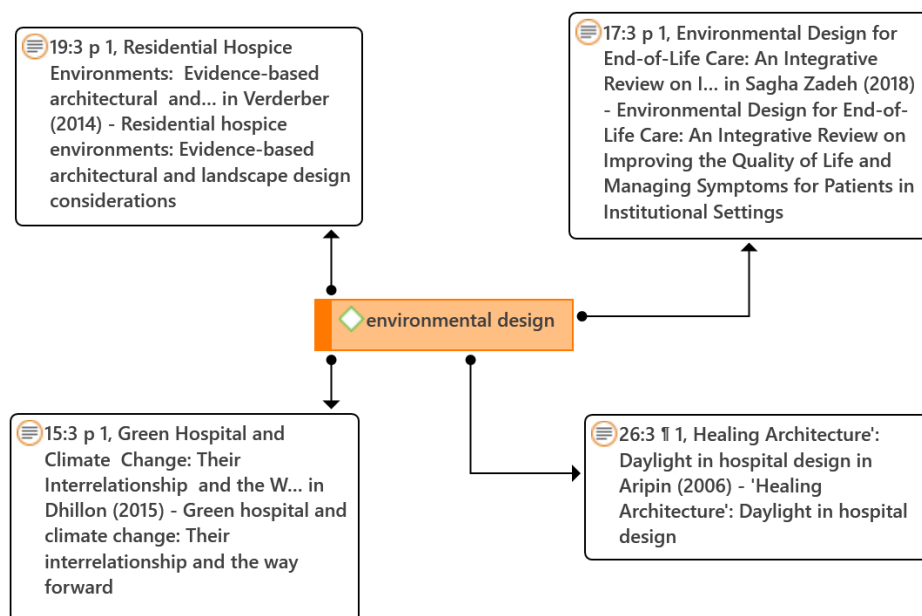 19:3 p 1, Residential Hospice
Environments: Evidence-based
architectural and... in Verderber
(2014) - Residential hospice
environments: Evidence-based
architectural and landscape design
considerations
17:3 p 1, Environmental Design for
End-of-Life Care: An Integrative
Review on I... in Sagha Zadeh (2018)
- Environmental Design for End-of-
Life Care: An Integrative Review on
Improving the Quality of Life and
Managing Symptoms for Patients in
Institutional Settings
environmental design
15:3 p 1, Green Hospital and
Climate Change: Their
Interrelationship and the W... in
Dhillon (2015) - Green hospital and
climate change: Their
interrelationship and the way
forward
26:3 ¶ 1, Healing Architecture':
Daylight in hospital design in
Aripin (2006) - 'Healing
Architecture': Daylight in hospital
design